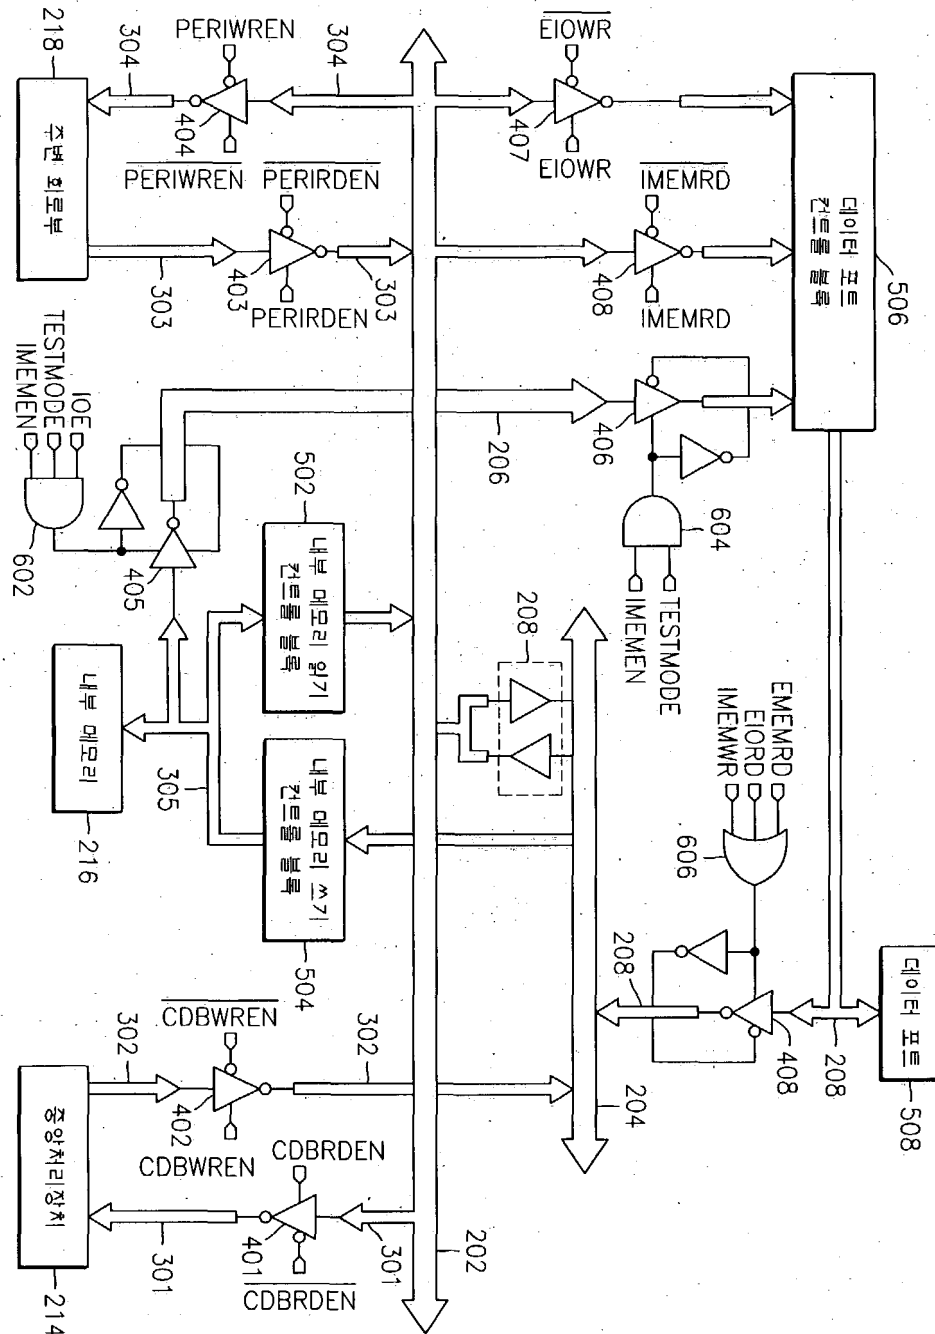 218
304
PERIWREN
304
EIOWR
404
407
주변 회로부
PERIWREN
PERIRDEN
EIOWR
IMEMRD
데이터 포트
컨트롤 블록
506
303
403
303
408
PERIRDEN
IMEMRD
IMEMEN
TESTMODE
IOE
602
405
206
406
604
IMEMEN
TESTMODE
502
내부 메모리 읽기
컨트롤 블록
208
내부 메모리
216
305
내부 메모리 쓰기
컨트롤 블록
504
IMEMWR
EIORD
EMEMRD
606
208
408
208
데이터 포트
508
302
CDBWREN
302
402
CDBWREN
204
중앙처리장치
214
301
CDBRDEN
401
CDBRDEN
301
202